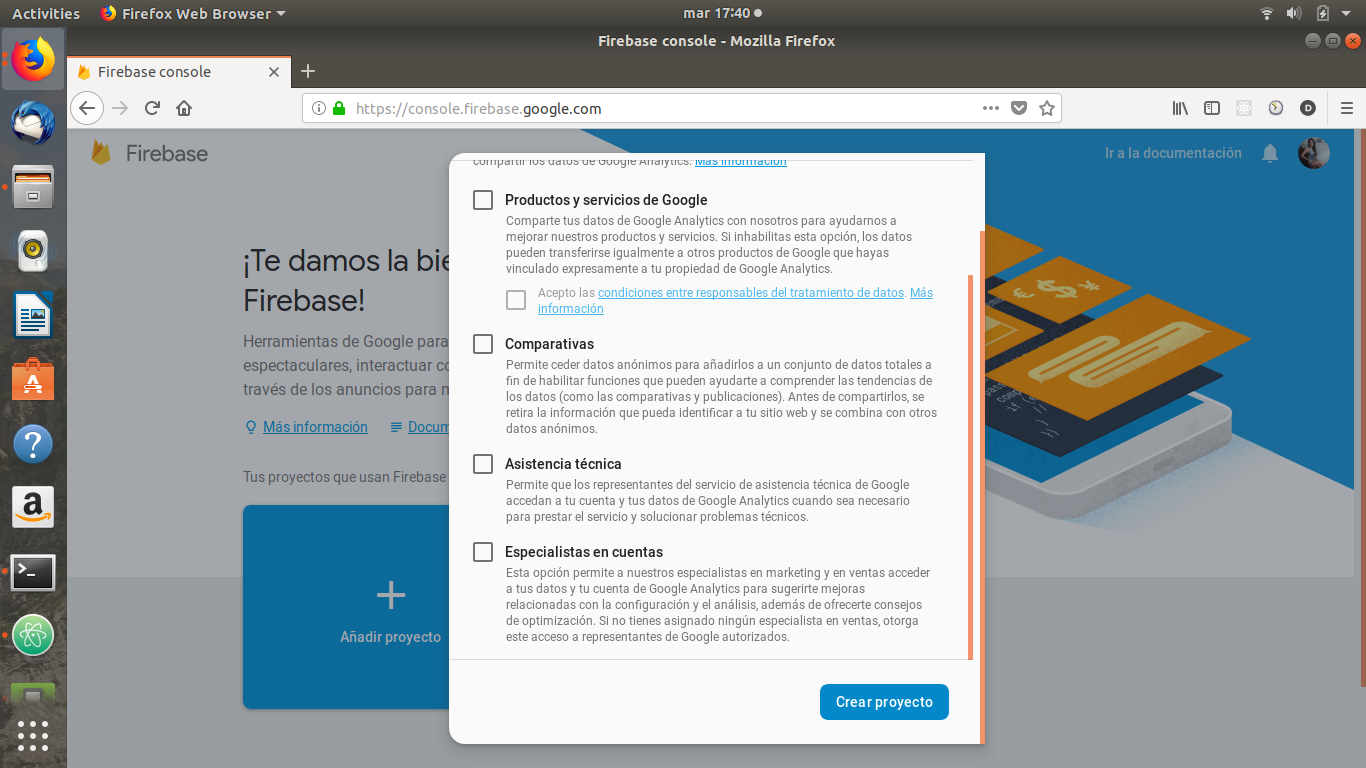 Activities
Firefox Web Browser
mar 17:40
Firebase console - Mozilla Firefox
Firebase console
https://console.firebase.google.com
D
Firebase
Ir a la documentación
¡Te damos la bie
Firebase!
Herramientas de Google para
espectaculares, interactuar co
través de los anuncios para m
Más información
Docum
Tus proyectos que usan Firebase
Añadir proyecto
compartir los datos de Google Analytics. Más información
Productos y servicios de Google
Comparte tus datos de Google Analytics con nosotros para ayudarnos a
mejorar nuestros productos y servicios. Si inhabilitas esta opción, los datos
pueden transferirse igualmente a otros productos de Google que hayas
vinculado expresamente a tu propiedad de Google Analytics.
Acepto las condiciones entre responsables del tratamiento de datos. Más
información
Comparativas
Permite ceder datos anónimos para añadirlos a un conjunto de datos totales a
fin de habilitar funciones que pueden ayudarte a comprender las tendencias de
los datos (como las comparativas y publicaciones). Antes de compartirlos, se
retira la información que pueda identificar a tu sitio web y se combina con otros
datos anónimos.
Asistencia técnica
Permite que los representantes del servicio de asistencia técnica de Google
accedan a tu cuenta y tus datos de Google Analytics cuando sea necesario
para prestar el servicio y solucionar problemas técnicos.
Especialistas en cuentas
Esta opción permite a nuestros especialistas en marketing y en ventas acceder
a tus datos y tu cuenta de Google Analytics para sugerirte mejoras
relacionadas con la configuración y el análisis, además de ofrecerte consejos
de optimización. Si no tienes asignado ningún especialista en ventas, otorga
este acceso a representantes de Google autorizados.
Crear proyecto